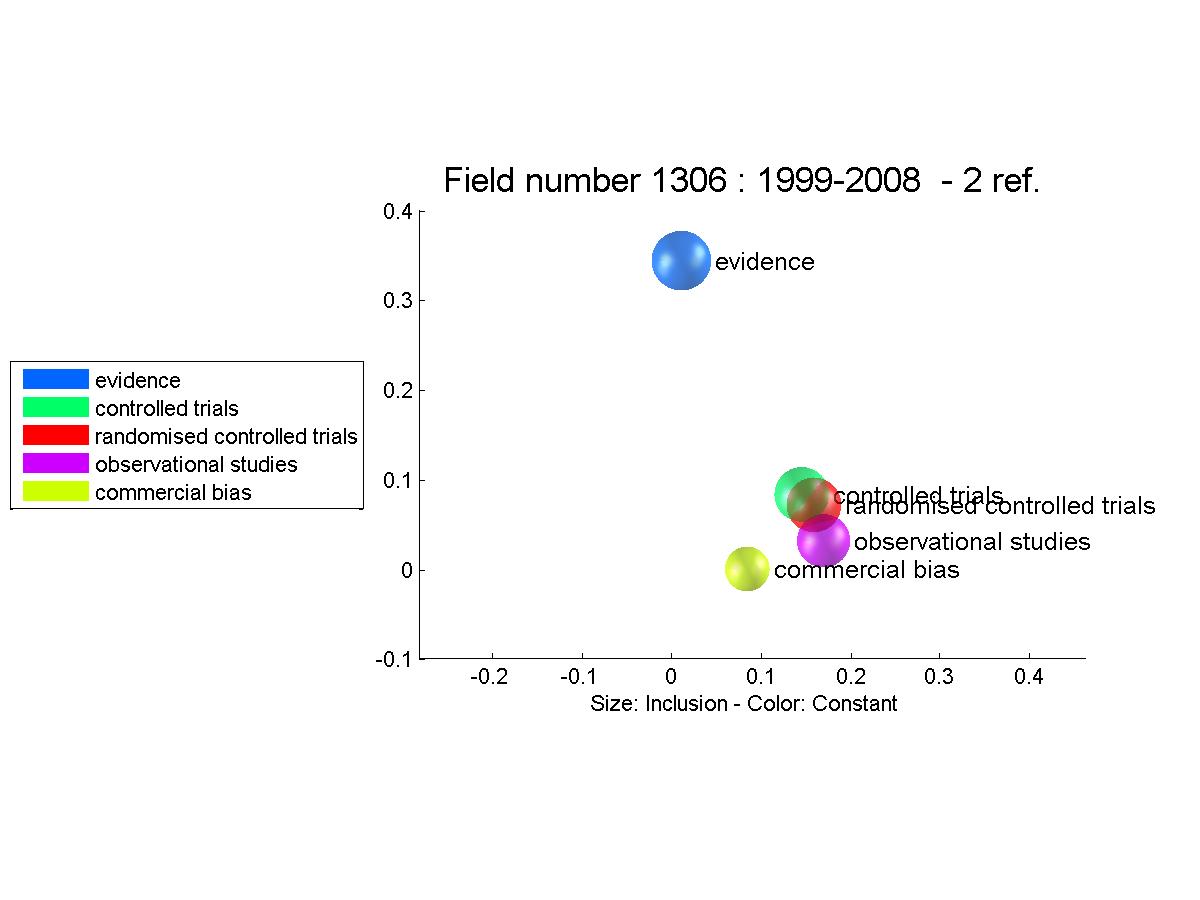 Field number 1306 : 1999-2008  - 2 ref.
0.4
0.3
0.2
0.1
0
-0.1
-0.2
-0.1
0
0.1
0.2
0.3
0.4
Size: Inclusion - Color: Constant
evidence
controlled trials
randomised controlled trials
observational studies
commercial bias
evidence
controlled trials
randomised controlled trials
observational studies
commercial bias